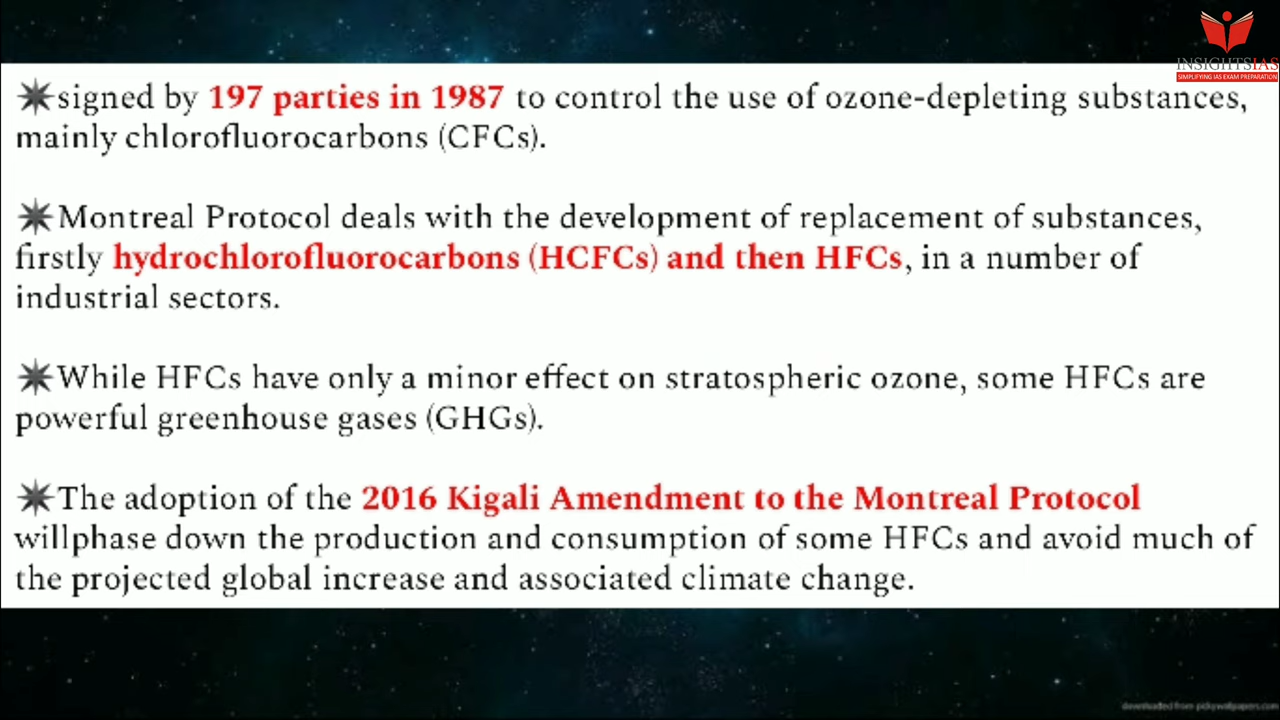 INSIGHTSIAS
SIMPLIFYING IAS EXAM PREPARATION
signed by 197 parties in 1987 to control the use of ozone-depleting substances,
mainly chlorofluorocarbons (CFCs).
Montreal Protocol deals with the development of replacement of substances,
firstly hydrochlorofluorocarbons (HCFCs) and then HFCs, in a number of
industrial sectors.
While HFCs have only a minor effect on stratospheric ozone, some HFCs are
powerful greenhouse gases (GHGs).
The adoption of the 2016 Kigali Amendment to the Montreal Protocol
willphase down the production and consumption of some HFCs and avoid much of
the projected global increase and associated climate change.
downloaded from pickywallpapers.com